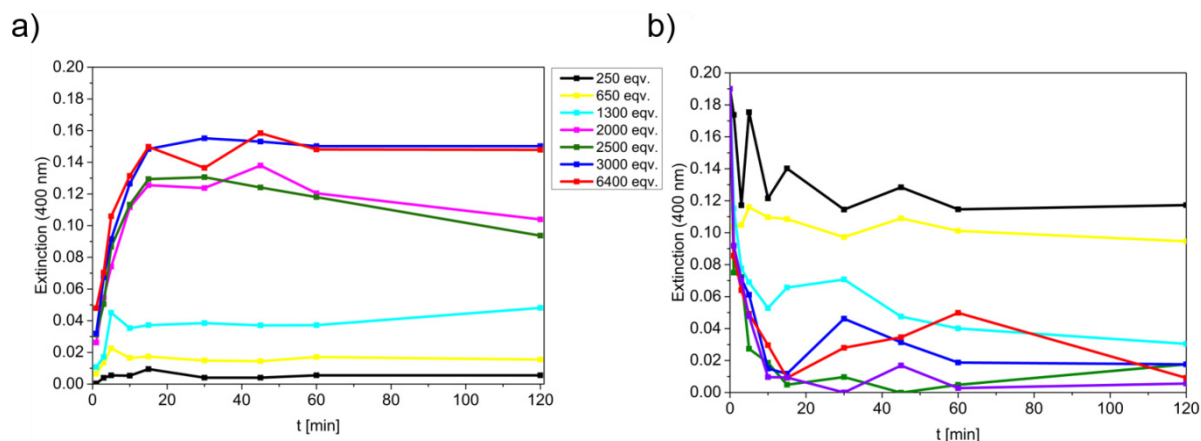 a)
b)
Extinction (400 nm)
0.20
0.18
0.16
0.14
0.12
0.10
0.08
0.06
0.04
0.02
0.00
0 20 40 60 80 100 120
t [min]
250 eqv.
650 eqv.
1300 eqv.
2000 eqv.
2500 eqv.
3000 eqv.
6400 eqv.
Extinction (400 nm)
0.20
0.18
0.16
0.14
0.12
0.10
0.08
0.06
0.04
0.02
0.00
0 20 40 60 80 100 120
t [min]